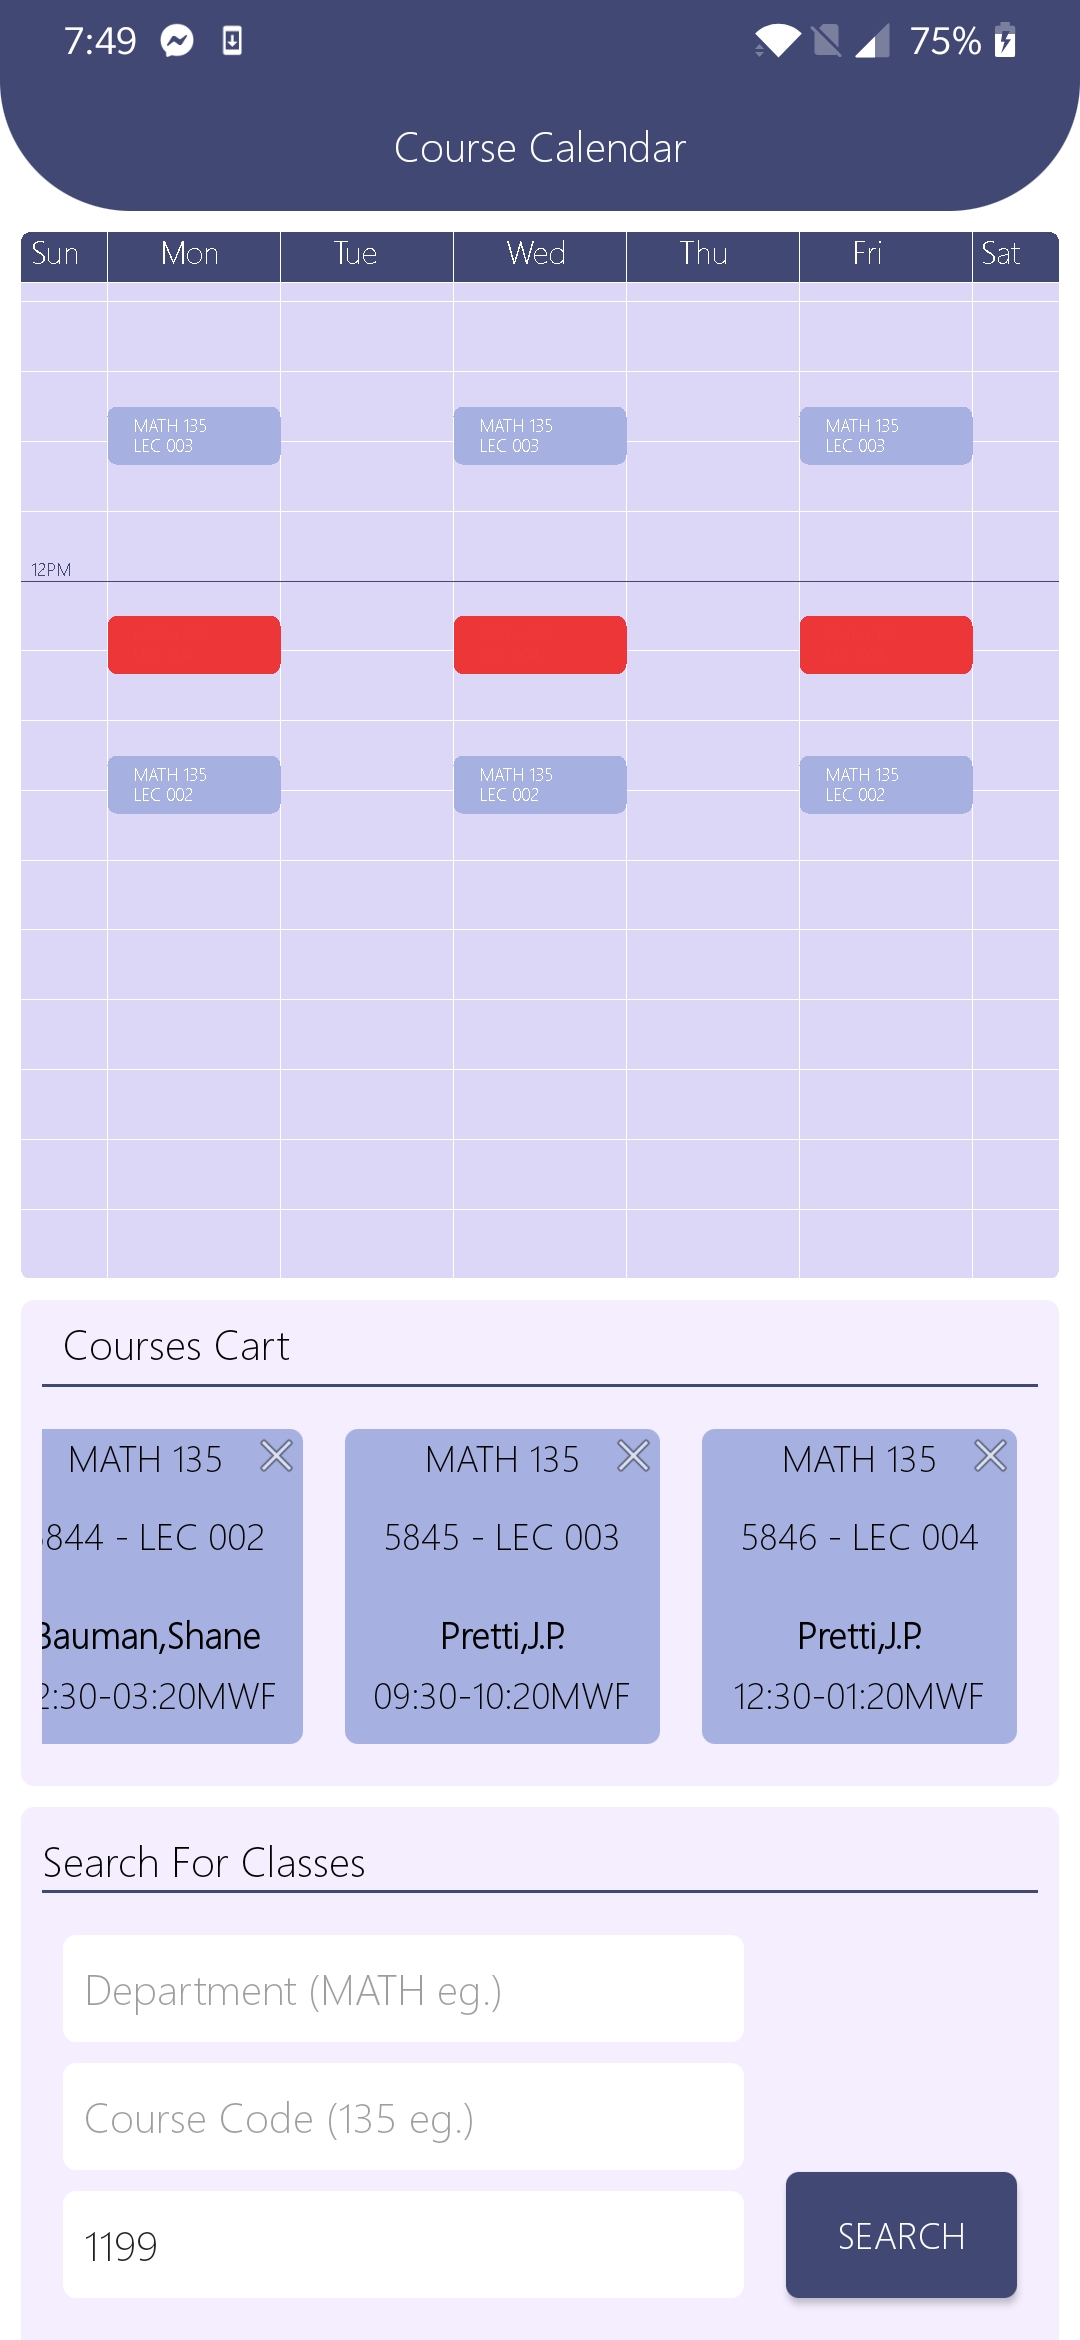 7:49 75%
Course Calendar
Sun Mon Tue Wed Thu Fri Sat
MATH 135 MATH 135 MATH 135
LEC 003 LEC 003 LEC 003
12PM
MATH 135 MATH 135 MATH 135
LEC 002 LEC 002 LEC 002
Courses Cart
MATH 135 MATH 135 MATH 135
844 - LEC 002 5845 - LEC 003 5846 - LEC 004
Bauman,Shane Pretti,J.P. Pretti,J.P.
2:30-03:20MWF 09:30-10:20MWF 12:30-01:20MWF
Search For Classes
Department (MATH eg.)
Course Code (135 eg.)
1199
SEARCH